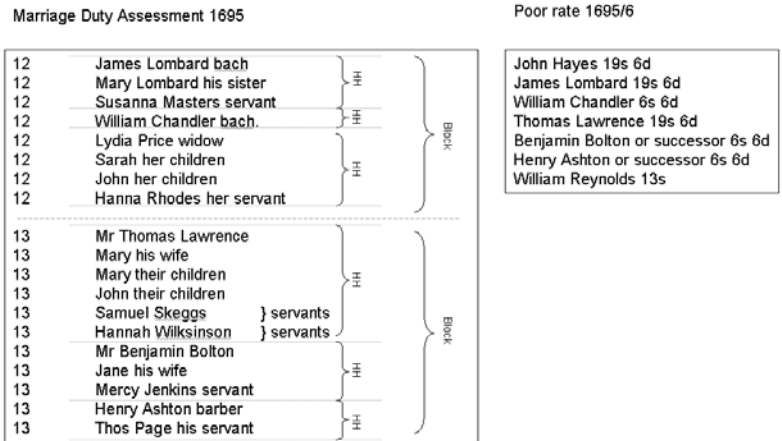 Marriage Duty Assessment 1695
Poor rate 1695/6
12 James Lombard bach
12 Mary Lombard his sister
12 Susanna Masters servant
HH
12 William Chandler bach.
HH
12 Lydia Price widow
12 Sarah her children
12 John her children
12 Hanna Rhodes her servant
HH
Block
13 Mr Thomas Lawrence
13 Mary his wife
13 Mary their children
13 John their children
13 Samuel Skeggs } servants
13 Hannah Wilksinson } servants
HH
13 Mr Benjamin Bolton
13 Jane his wife
13 Mercy Jenkins servant
HH
13 Henry Ashton barber
13 Thos Page his servant
HH
Block
John Hayes 19s 6d
James Lombard 19s 6d
William Chandler 6s 6d
Thomas Lawrence 19s 6d
Benjamin Bolton or successor 6s 6d
Henry Ashton or successor 6s 6d
William Reynolds 13s